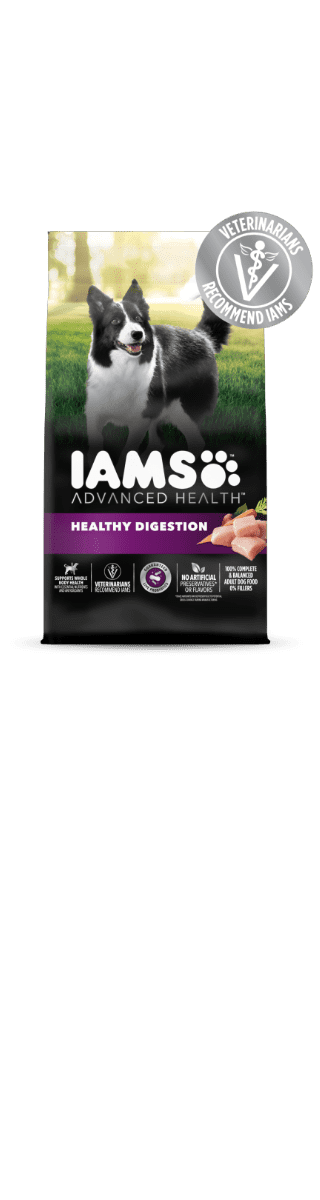 VETERINARIANS
RECOMMEND IAMS
IAMS
ADVANCED HEALTH™
HEALTHY DIGESTION
SUPPORTS WHOLE
BODY HEALTH
VETERINARIANS
RECOMMEND IAMS
NO ARTIFICIAL
PRESERVATIVES*
OR FLAVORS
100% COMPLETE
& BALANCED
ADULT DOG FOOD
0% FILLERS